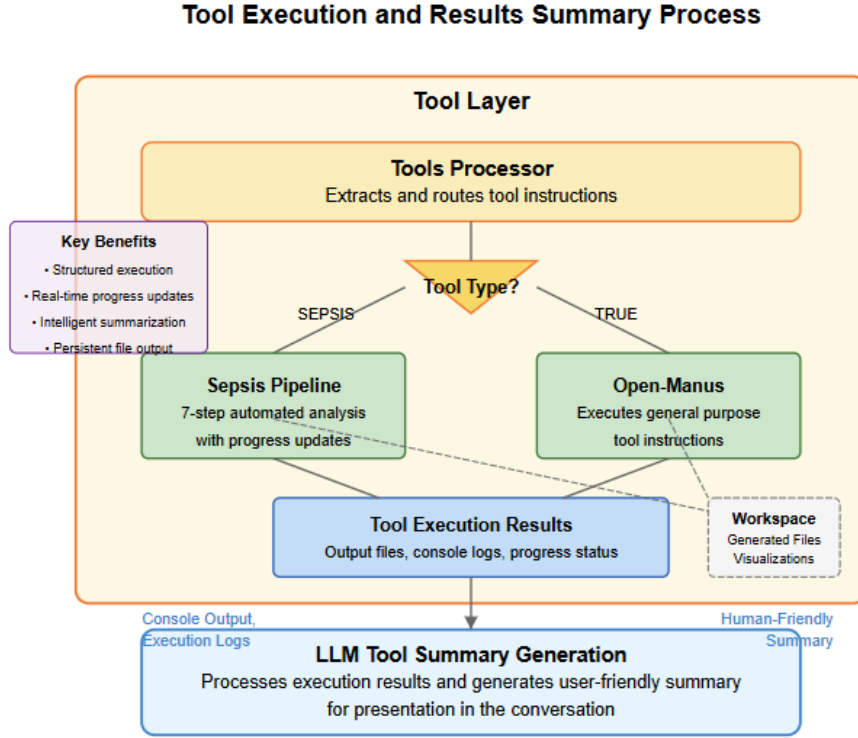 Tool Execution and Results Summary Process
Tool Layer
Tools Processor
Extracts and routes tool instructions
Key Benefits
• Structured execution
• Real-time progress updates
• Intelligent summarization
• Persistent file output
Tool Type?
SEPSIS
TRUE
Sepsis Pipeline
7-step automated analysis
with progress updates
Open-Manus
Executes general purpose
tool instructions
Tool Execution Results
Output files, console logs, progress status
Workspace
Generated Files
Visualizations
Console Output,
Execution Logs
Human-Friendly
Summary
LLM Tool Summary Generation
Processes execution results and generates user-friendly summary
for presentation in the conversation